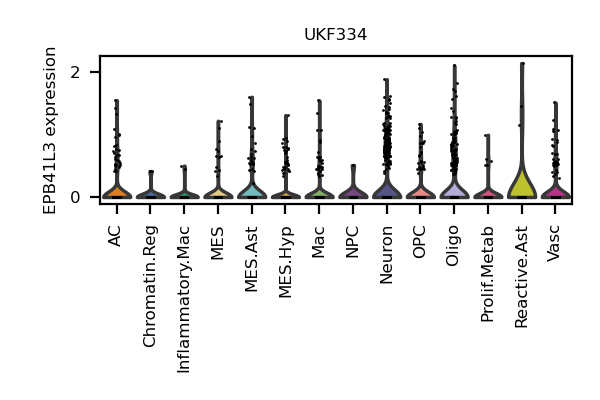 UKF334
EPB41L3 expression
2
0
AC
Chromatin.Reg
Inflammatory.Mac
MES
MES.Ast
MES.Hyp
Mac
NPC
Neuron
OPC
Oligo
Prolif.Metab
Reactive.Ast
Vasc